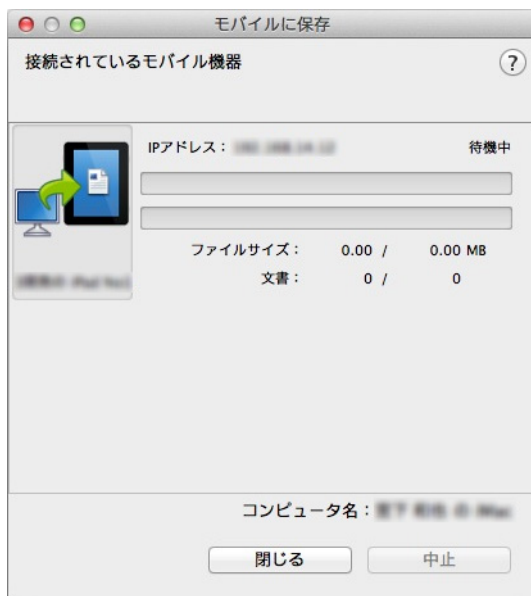 モバイルに保存
接続されているモバイル機器
?
IPアドレス：
待機中
ファイルサイズ： 0.00 / 0.00 MB
文書： 0 / 0
コンピュータ名：
閉じる
中止